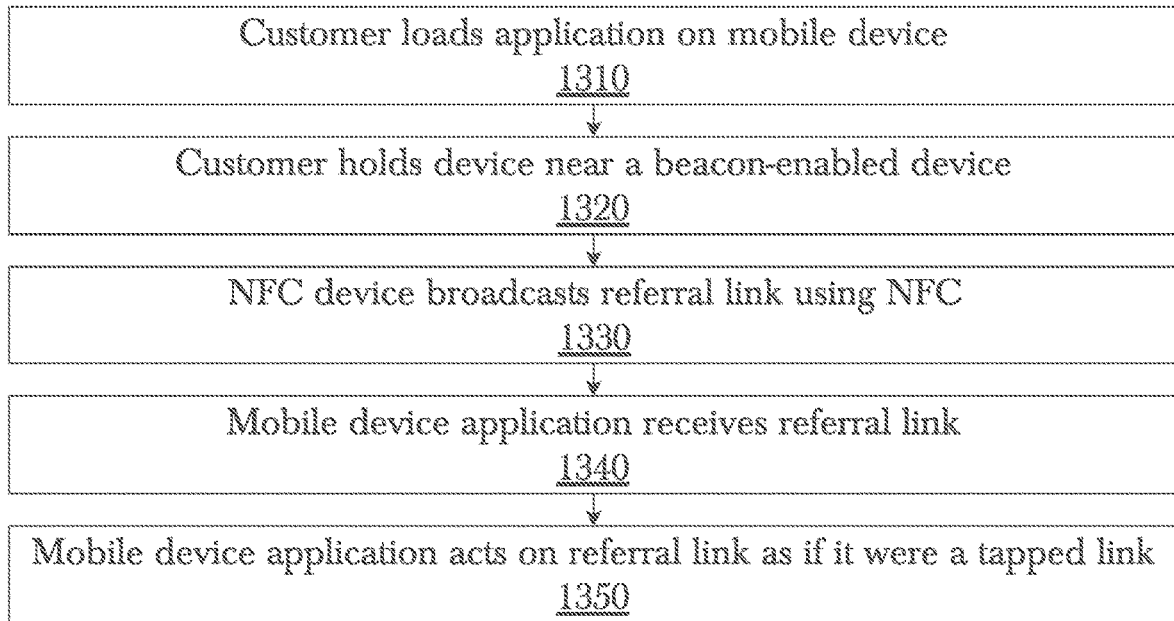 Customer loads application on mobile device
1310
Customer holds device near a beacon-enabled device
1320
NFC device broadcasts referral link using NFC
1330
Mobile device application receives referral link
1340
Mobile device application acts on referral link as if it were a tapped link
1350